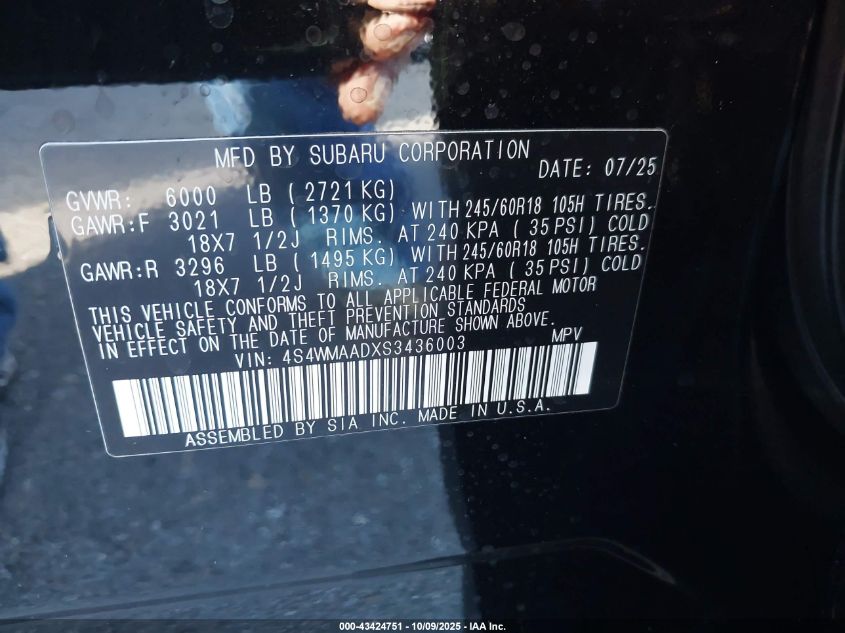 MFD BY SUBARU CORPORATION DATE: 07/25
GVWR: 6000 LB ( 2721 KG)
GAWR:F 3021 LB ( 1370 KG) WITH 245/60R18 105H TIRES.
18X7 1/2J RIMS. AT 240 KPA ( 35 PSI) COLD
GAWR:R 3296 LB ( 1495 KG) WITH 245/60R18 105H TIRES.
18X7 1/2J RIMS. AT 240 KPA ( 35 PSI) COLD
THIS VEHICLE CONFORMS TO ALL APPLICABLE FEDERAL MOTOR
VEHICLE SAFETY AND THEFT PREVENTION STANDARDS
IN EFFECT ON THE DATE OF MANUFACTURE SHOWN ABOVE.
VIN: 4S4WMAADXS3436003 MPV
ASSEMBLED BY SIA INC. MADE IN U.S.A.
000-43424751 - 10/09/2025 - IAA Inc.